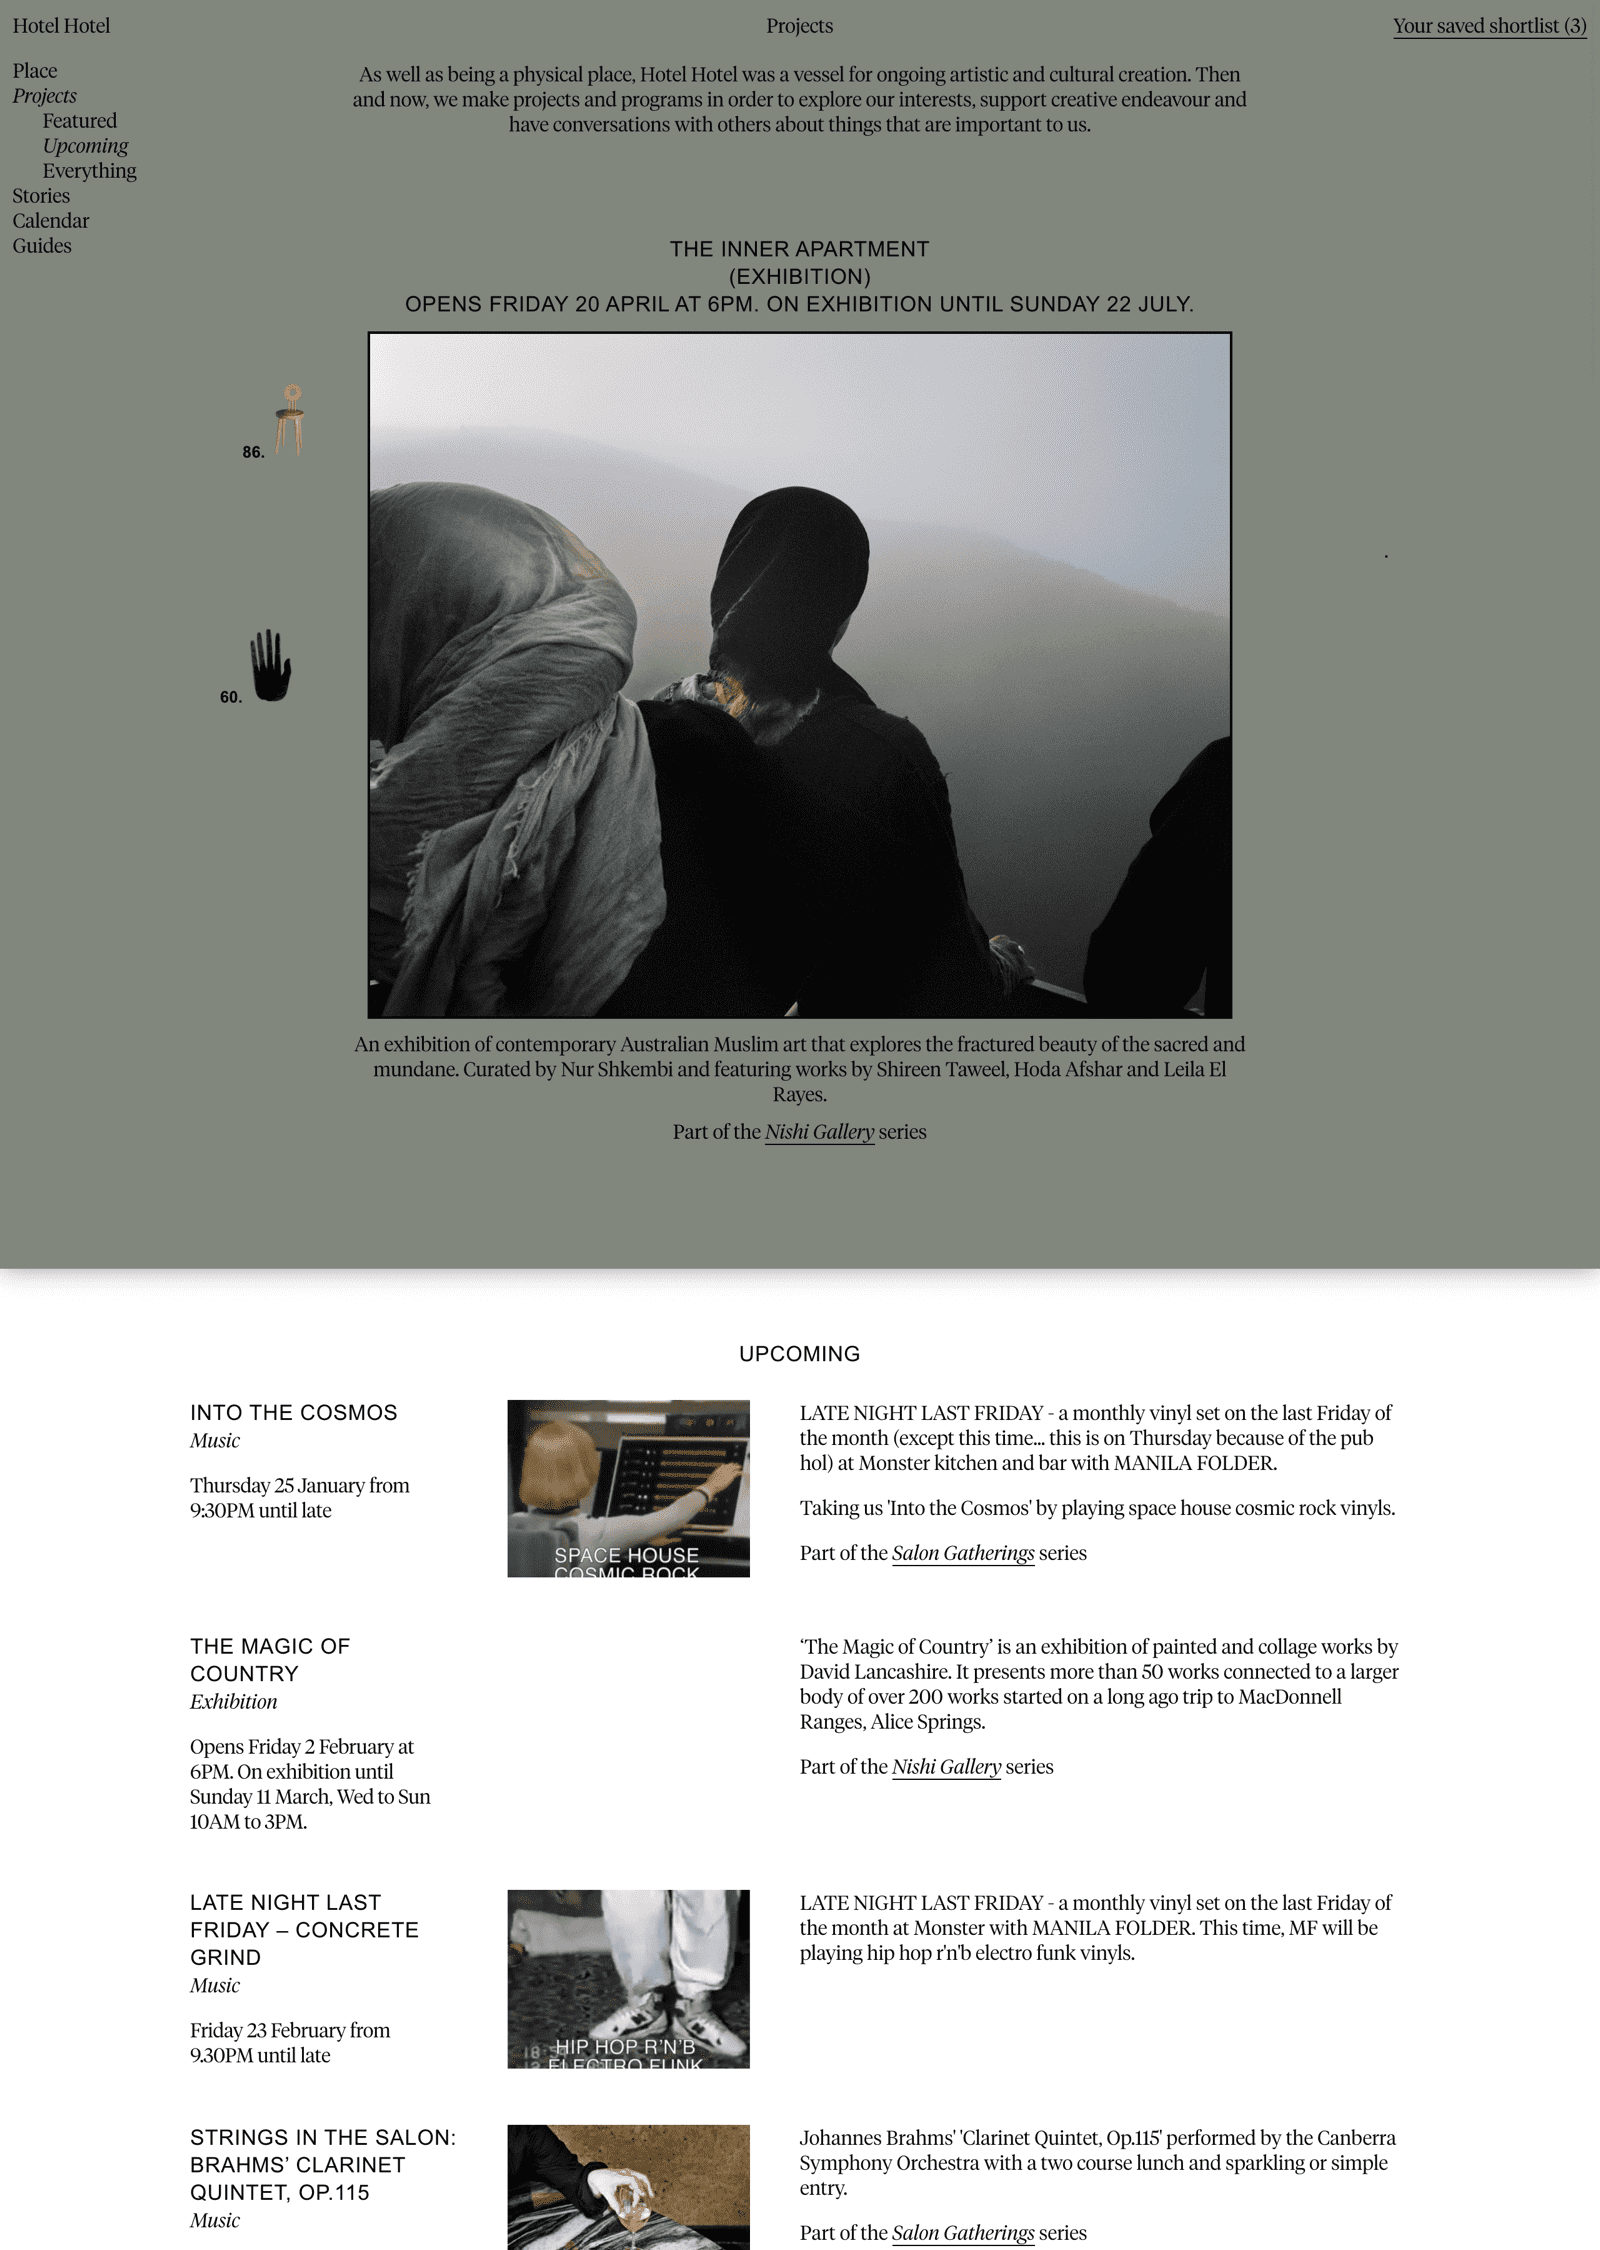 Hotel Hotel
Projects
Your saved shortlist (3)
Place
Projects
Featured
Upcoming
Everything
Stories
Calendar
Guides
As well as being a physical place, Hotel Hotel was a vessel for ongoing artistic and cultural creation. Then
and now, we make projects and programs in order to explore our interests, support creative endeavour and
have conversations with others about things that are important to us.
THE INNER APARTMENT
(EXHIBITION)
OPENS FRIDAY 20 APRIL AT 6PM. ON EXHIBITION UNTIL SUNDAY 22 JULY.
86.
60.
An exhibition of contemporary Australian Muslim art that explores the fractured beauty of the sacred and
mundane. Curated by Nur Shkembi and featuring works by Shireen Taweel, Hoda Afshar and Leila El
Rayes.
Part of the Nishi Gallery series
UPCOMING
INTO THE COSMOS
Music
Thursday 25 January from
9:30PM until late
SPACE HOUSE
COSMIC ROCK
LATE NIGHT LAST FRIDAY - a monthly vinyl set on the last Friday of
the month (except this time... this is on Thursday because of the pub
hol) at Monster kitchen and bar with MANILA FOLDER.
Taking us 'Into the Cosmos' by playing space house cosmic rock vinyls.
Part of the Salon Gatherings series
THE MAGIC OF
COUNTRY
Exhibition
Opens Friday 2 February at
6PM. On exhibition until
Sunday 11 March, Wed to Sun
10AM to 3PM.
‘The Magic of Country’ is an exhibition of painted and collage works by
David Lancashire. It presents more than 50 works connected to a larger
body of over 200 works started on a long ago trip to MacDonnell
Ranges, Alice Springs.
Part of the Nishi Gallery series
LATE NIGHT LAST
FRIDAY – CONCRETE
GRIND
Music
Friday 23 February from
9.30PM until late
HIP HOP R'N'B
ELECTRO FUNK
LATE NIGHT LAST FRIDAY - a monthly vinyl set on the last Friday of
the month at Monster with MANILA FOLDER. This time, MF will be
playing hip hop r'n'b electro funk vinyls.
STRINGS IN THE SALON:
BRAHMS’ CLARINET
QUINTET, OP.115
Music
Johannes Brahms' 'Clarinet Quintet, Op.115' performed by the Canberra
Symphony Orchestra with a two course lunch and sparkling or simple
entry.
Part of the Salon Gatherings series